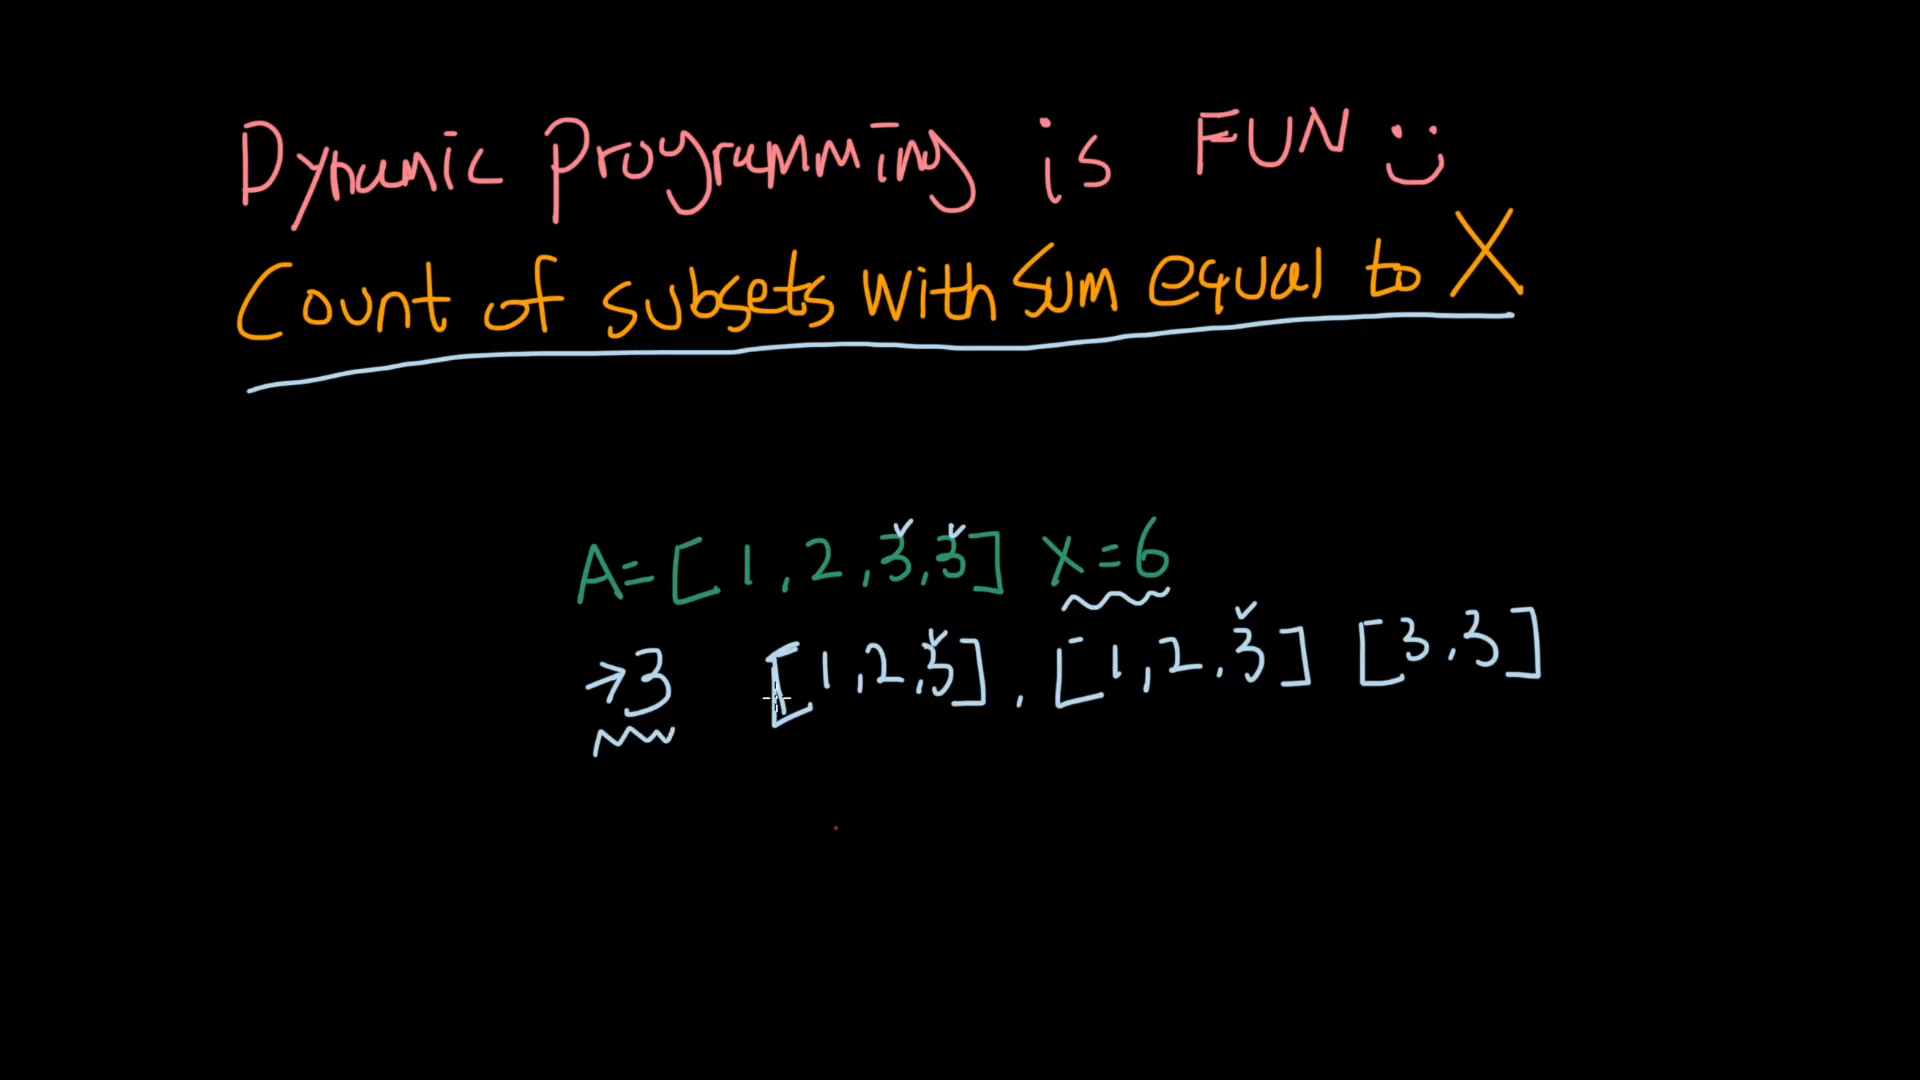 Dynamic Programming is FUN :)
Count of subsets with sum equal to X
A=[1,2,3,3] X=6
→3 [1,2,3], [1,2,3] [3,3]